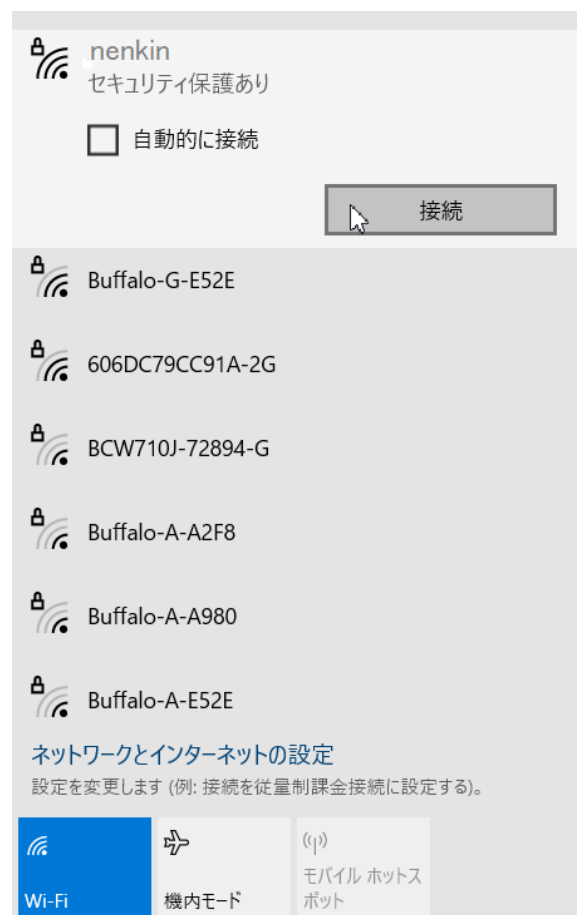 nenkin
セキュリティ保護あり
自動的に接続
接続
Buffalo-G-E52E
606DC79CC91A-2G
BCW710J-72894-G
Buffalo-A-A2F8
Buffalo-A-A980
Buffalo-A-E52E
ネットワークとインターネットの設定
設定を変更します (例: 接続を従量制課金接続に設定する)。
Wi-Fi
機内モード
モバイル ホットス
ポット